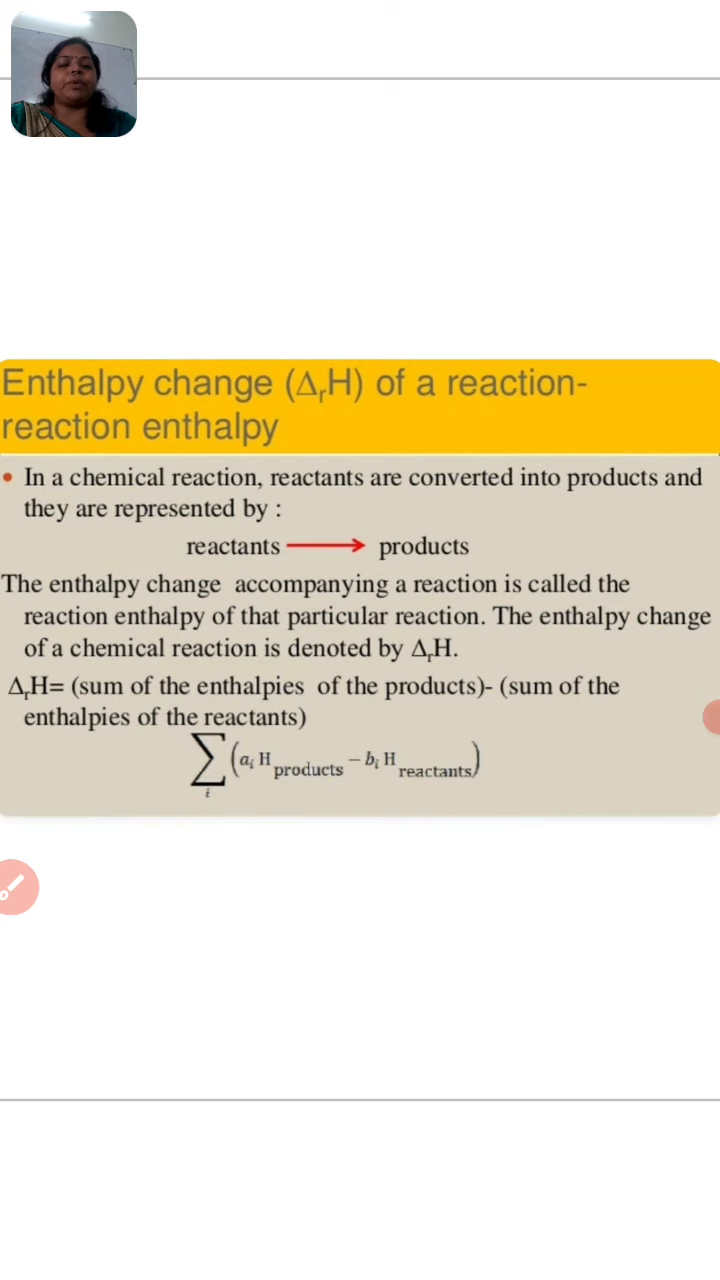 Enthalpy change (ΔᵣH) of a reaction-
reaction enthalpy
• In a chemical reaction, reactants are converted into products and
they are represented by :
reactants ⟶ products
The enthalpy change accompanying a reaction is called the
reaction enthalpy of that particular reaction. The enthalpy change
of a chemical reaction is denoted by ΔᵣH.
ΔᵣH= (sum of the enthalpies of the products)- (sum of the
enthalpies of the reactants)
∑ᵢ (aᵢ H products − bᵢ H reactants)